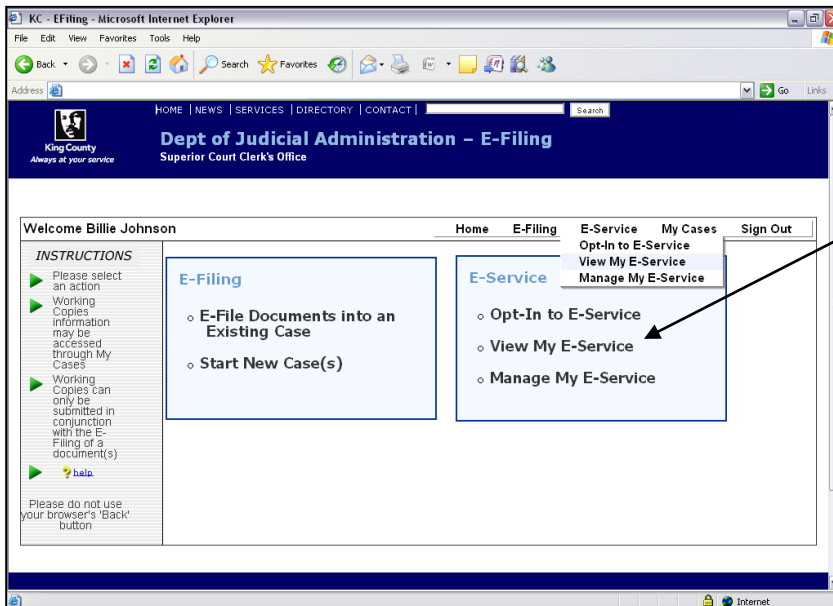 KC - EFiling - Microsoft Internet Explorer
File Edit View Favorites Tools Help
Back Search Favorites
Address Go Links
HOME | NEWS | SERVICES | DIRECTORY | CONTACT | Search
King County
Always at your service
Dept of Judicial Administration – E-Filing
Superior Court Clerk's Office
Welcome Billie Johnson
Home E-Filing E-Service My Cases Sign Out
Opt-In to E-Service
View My E-Service
Manage My E-Service
INSTRUCTIONS
Please select
an action
Working
Copies
information
may be
accessed
through My
Cases
Working
Copies can
only be
submitted in
conjunction
with the E-
Filing of a
document(s)
? help
Please do not use
your browser's 'Back'
button
E-Filing
E-File Documents into an
Existing Case
Start New Case(s)
E-Service
Opt-In to E-Service
View My E-Service
Manage My E-Service
Internet